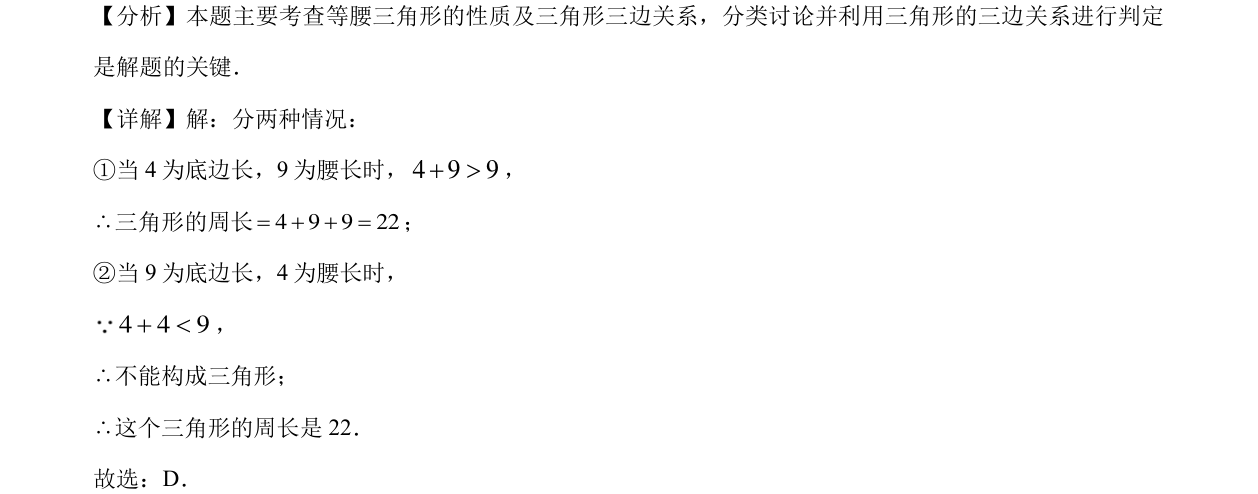 【分析】本题主要考查等腰三角形的性质及三角形三边关系，分类讨论并利用三角形的三边关系进行判定
是解题的关键．
【详解】解：分两种情况：
①当 4 为底边长，9 为腰长时， 4+9>9 ，
∴三角形的周长=4+9+9=22；
②当 9 为底边长，4 为腰长时，
∵4+4<9 ，
∴不能构成三角形；
∴这个三角形的周长是 22．
故选：D．